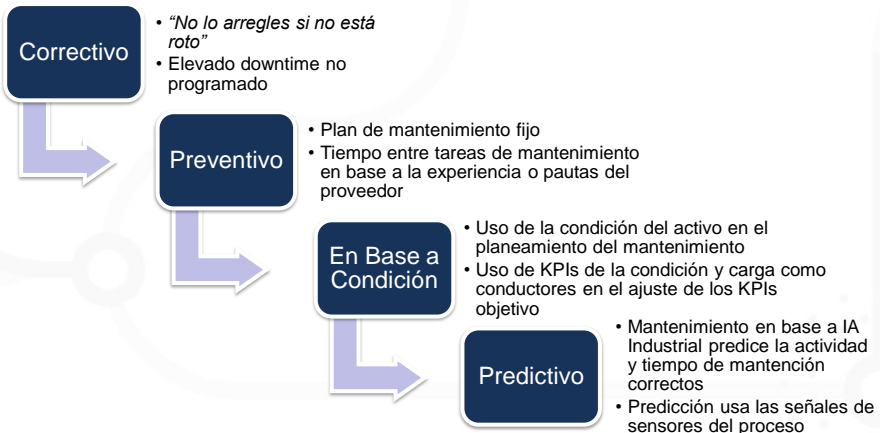 Correctivo
• “No lo arregles si no está
roto”
• Elevado downtime no
programado
Preventivo
• Plan de mantenimiento fijo
• Tiempo entre tareas de mantenimiento
en base a la experiencia o pautas del
proveedor
En Base a
Condición
• Uso de la condición del activo en el
planeamiento del mantenimiento
• Uso de KPIs de la condición y carga como
conductores en el ajuste de los KPIs
objetivo
Predictivo
• Mantenimiento en base a IA
Industrial predice la actividad
y tiempo de mantención
correctos
• Predicción usa las señales de
sensores del proceso